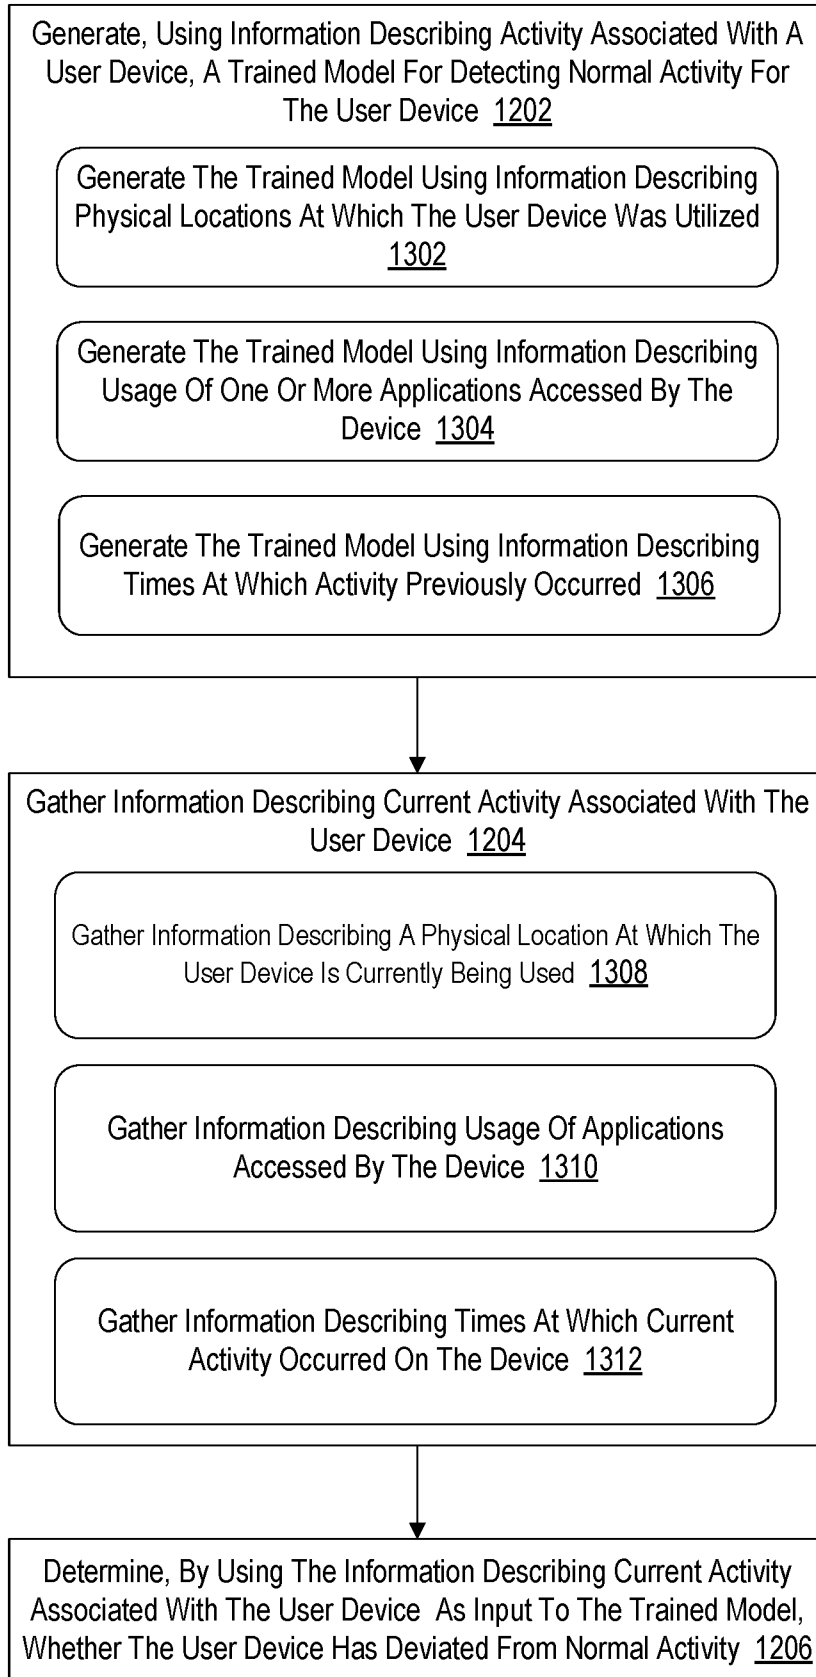 Generate, Using Information Describing Activity Associated With A
User Device, A Trained Model For Detecting Normal Activity For
The User Device 1202
Generate The Trained Model Using Information Describing
Physical Locations At Which The User Device Was Utilized
1302
Generate The Trained Model Using Information Describing
Usage Of One Or More Applications Accessed By The
Device 1304
Generate The Trained Model Using Information Describing
Times At Which Activity Previously Occurred 1306
Gather Information Describing Current Activity Associated With The
User Device 1204
Gather Information Describing A Physical Location At Which The
User Device Is Currently Being Used 1308
Gather Information Describing Usage Of Applications
Accessed By The Device 1310
Gather Information Describing Times At Which Current
Activity Occurred On The Device 1312
Determine, By Using The Information Describing Current Activity
Associated With The User Device As Input To The Trained Model,
Whether The User Device Has Deviated From Normal Activity 1206